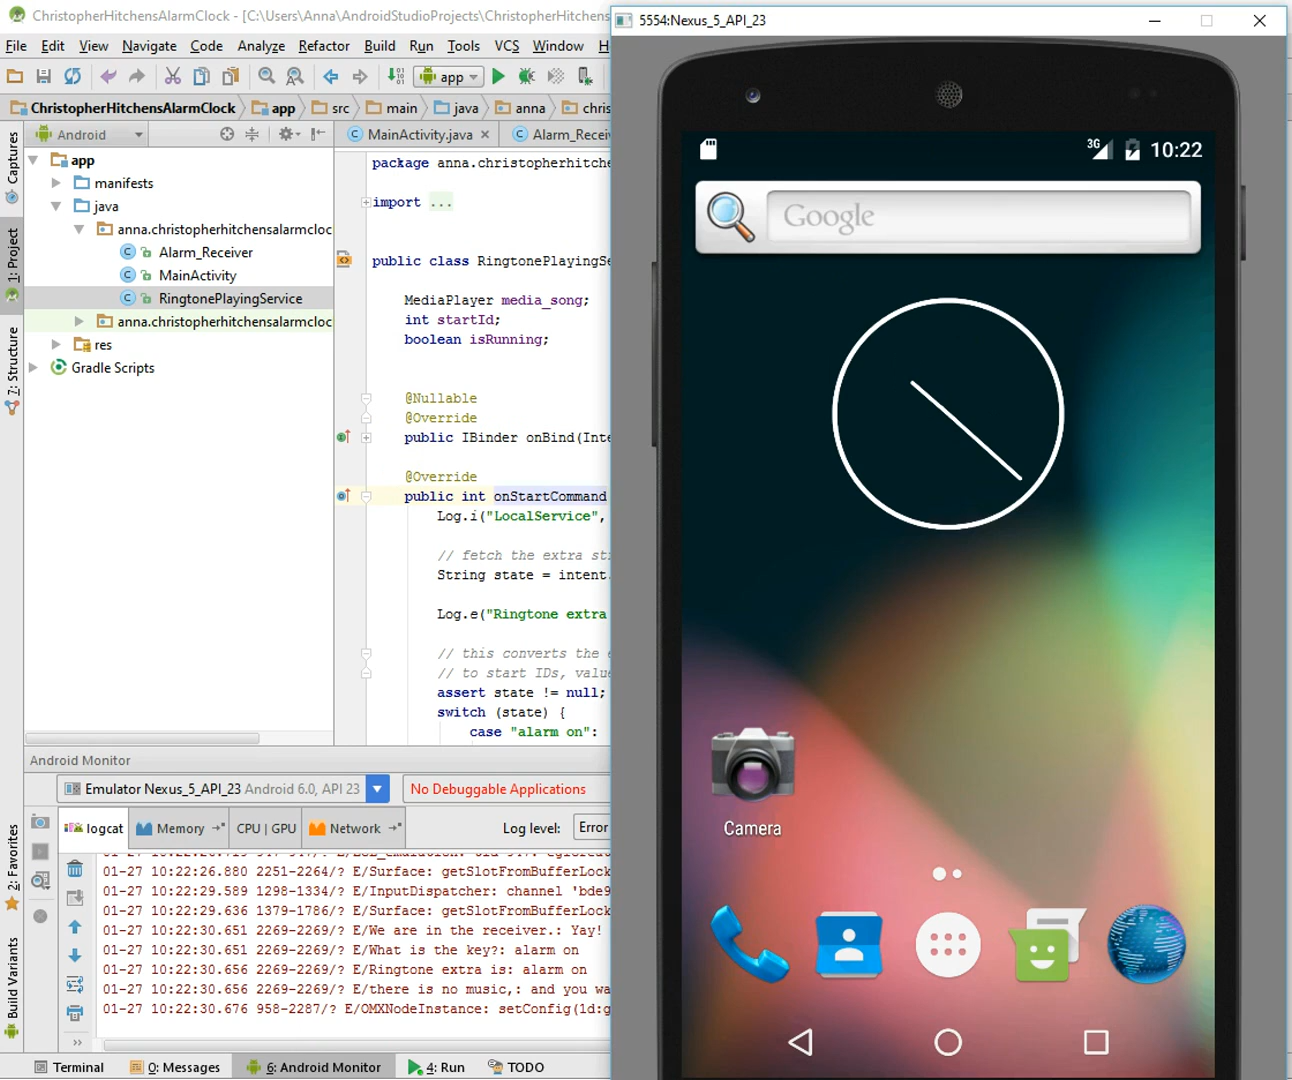 ChristopherHitchensAlarmClock - [C:\Users\Anna\AndroidStudioProjects\ChristopherHitchens
5554:Nexus_5_API_23
File Edit View Navigate Code Analyze Refactor Build Run Tools VCS Window H
app
ChristopherHitchensAlarmClock app src main java anna chris
Android
MainActivity.java Alarm_Recei
Captures
1: Project
7: Structure
2: Favorites
Build Variants
app
manifests
java
anna.christopherhitchensalarmcloc
Alarm_Receiver
MainActivity
RingtonePlayingService
anna.christopherhitchensalarmcloc
res
Gradle Scripts
package anna.christopherhitche
import ...
public class RingtonePlayingSe
MediaPlayer media_song;
int startId;
boolean isRunning;
@Nullable
@Override
public IBinder onBind(Inte
@Override
public int onStartCommand
Log.i("LocalService",
// fetch the extra st
String state = intent.
Log.e("Ringtone extra
// this converts the e
// to start IDs, value
assert state != null;
switch (state) {
case "alarm on":
Android Monitor
Emulator Nexus_5_API_23 Android 6.0, API 23
No Debuggable Applications
logcat Memory CPU | GPU Network Log level: Error
01-27 10:22:26.880 2251-2264/? E/Surface: getSlotFromBufferLock
01-27 10:22:29.589 1298-1334/? E/InputDispatcher: channel 'bde9
01-27 10:22:29.636 1379-1786/? E/Surface: getSlotFromBufferLock
01-27 10:22:30.651 2269-2269/? E/We are in the receiver.: Yay!
01-27 10:22:30.651 2269-2269/? E/What is the key?: alarm on
01-27 10:22:30.656 2269-2269/? E/Ringtone extra is: alarm on
01-27 10:22:30.656 2269-2269/? E/there is no music,: and you wa
01-27 10:22:30.676 958-2287/? E/OMXNodeInstance: setConfig(1d:g
Terminal 0: Messages 6: Android Monitor 4: Run TODO
3G 10:22
Google
Camera